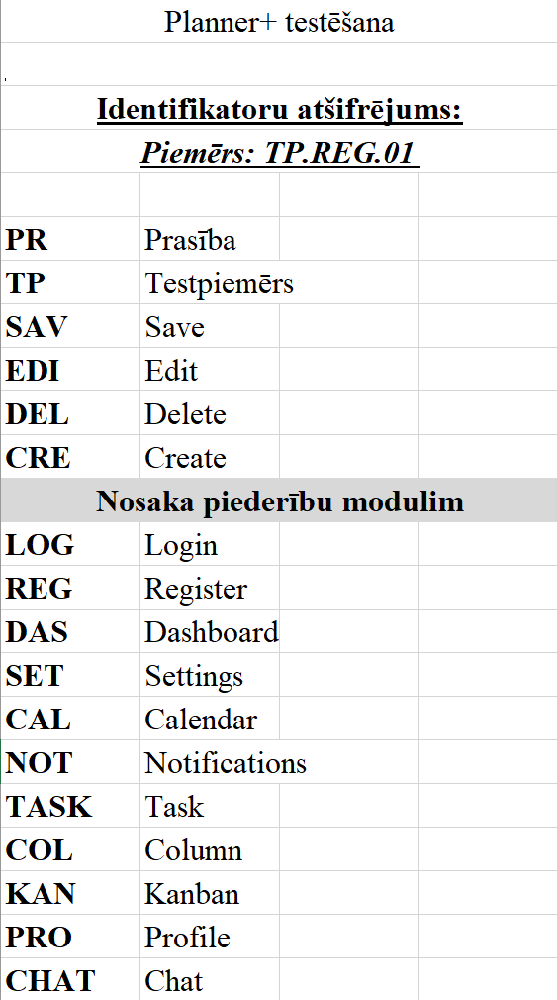 Planner+ testēšana
Identifikatoru atšifrējums:
Piemērs: TP.REG.01
PR Prasība
TP Testpiemērs
SAV Save
EDI Edit
DEL Delete
CRE Create
Nosaka piederību modulim
LOG Login
REG Register
DAS Dashboard
SET Settings
CAL Calendar
NOT Notifications
TASK Task
COL Column
KAN Kanban
PRO Profile
CHAT Chat